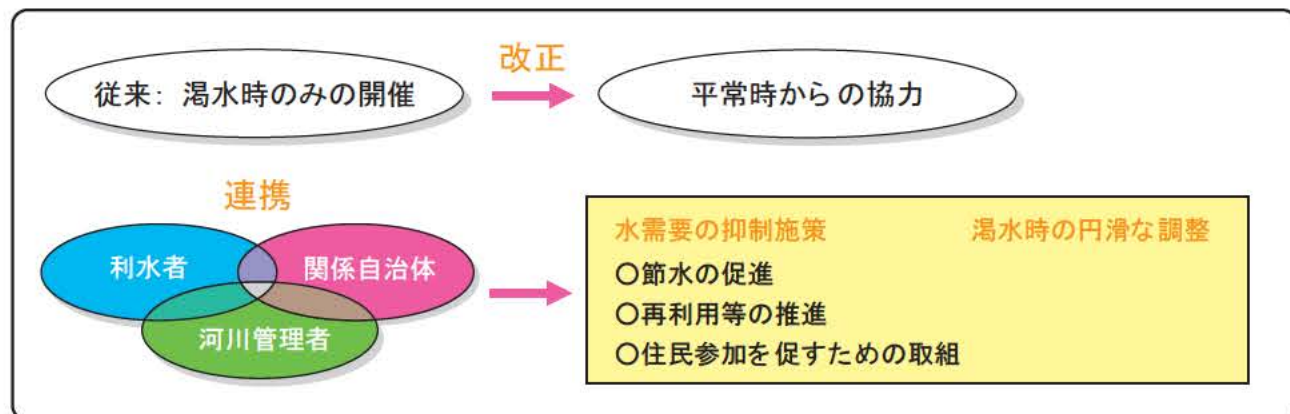 改正
従来：渇水時のみの開催
平常時からの協力
連携
利水者
関係自治体
河川管理者
水需要の抑制施策
渇水時の円滑な調整
〇節水の促進
〇再利用等の推進
〇住民参加を促すための取組